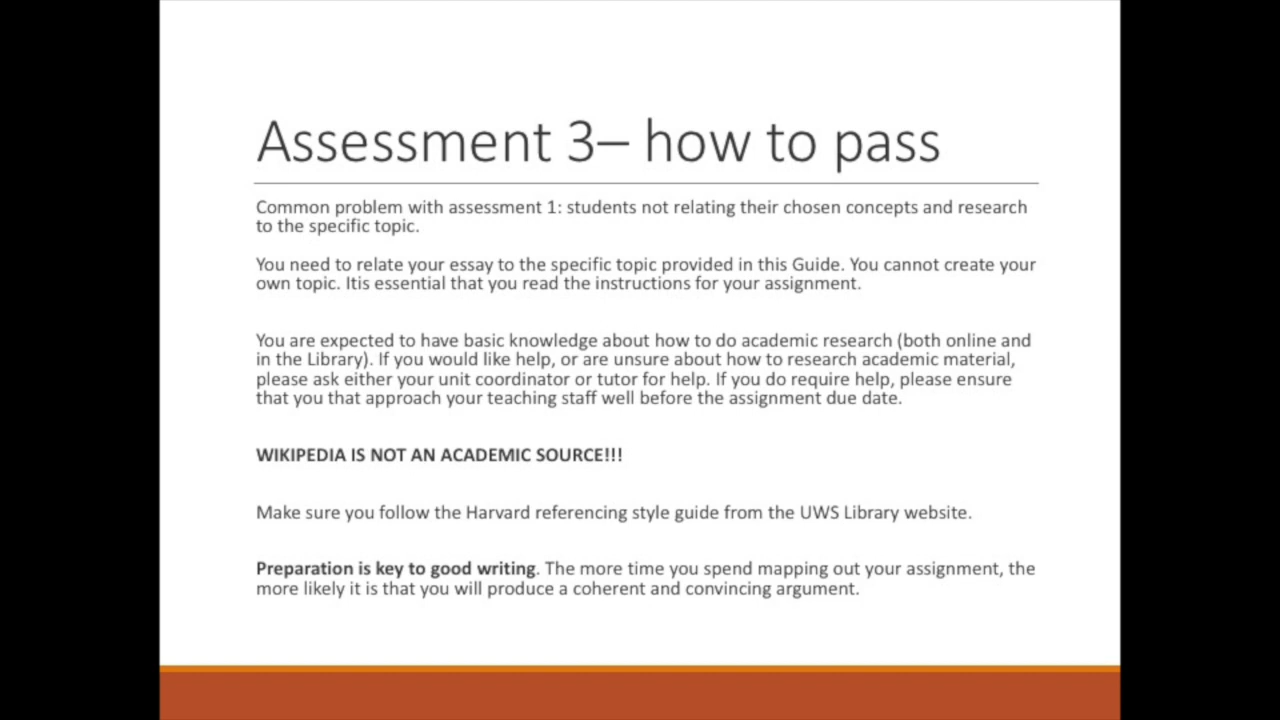 Assessment 3– how to pass
Common problem with assessment 1: students not relating their chosen concepts and research
to the specific topic.
You need to relate your essay to the specific topic provided in this Guide. You cannot create your
own topic. Itis essential that you read the instructions for your assignment.
You are expected to have basic knowledge about how to do academic research (both online and
in the Library). If you would like help, or are unsure about how to research academic material,
please ask either your unit coordinator or tutor for help. If you do require help, please ensure
that you that approach your teaching staff well before the assignment due date.
WIKIPEDIA IS NOT AN ACADEMIC SOURCE!!!
Make sure you follow the Harvard referencing style guide from the UWS Library website.
Preparation is key to good writing. The more time you spend mapping out your assignment, the
more likely it is that you will produce a coherent and convincing argument.